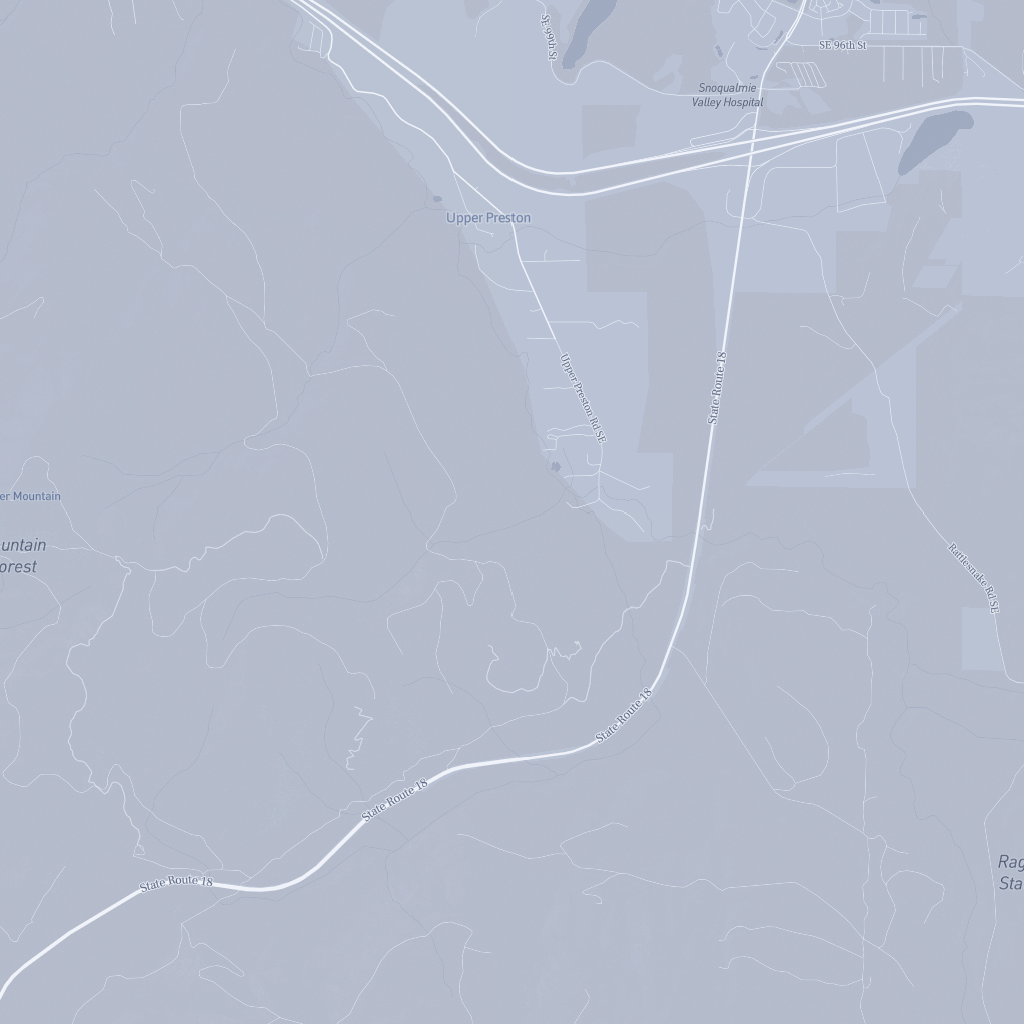 SE 99th St
SE 96th St
Snoqualmie
Valley Hospital
Upper Preston
State Route 18
Upper Preston Rd SE
er Mountain
untain
orest
Rattlesnake Rd SE
State Route 18
State Route 18
Rag
Sta
State Route 18